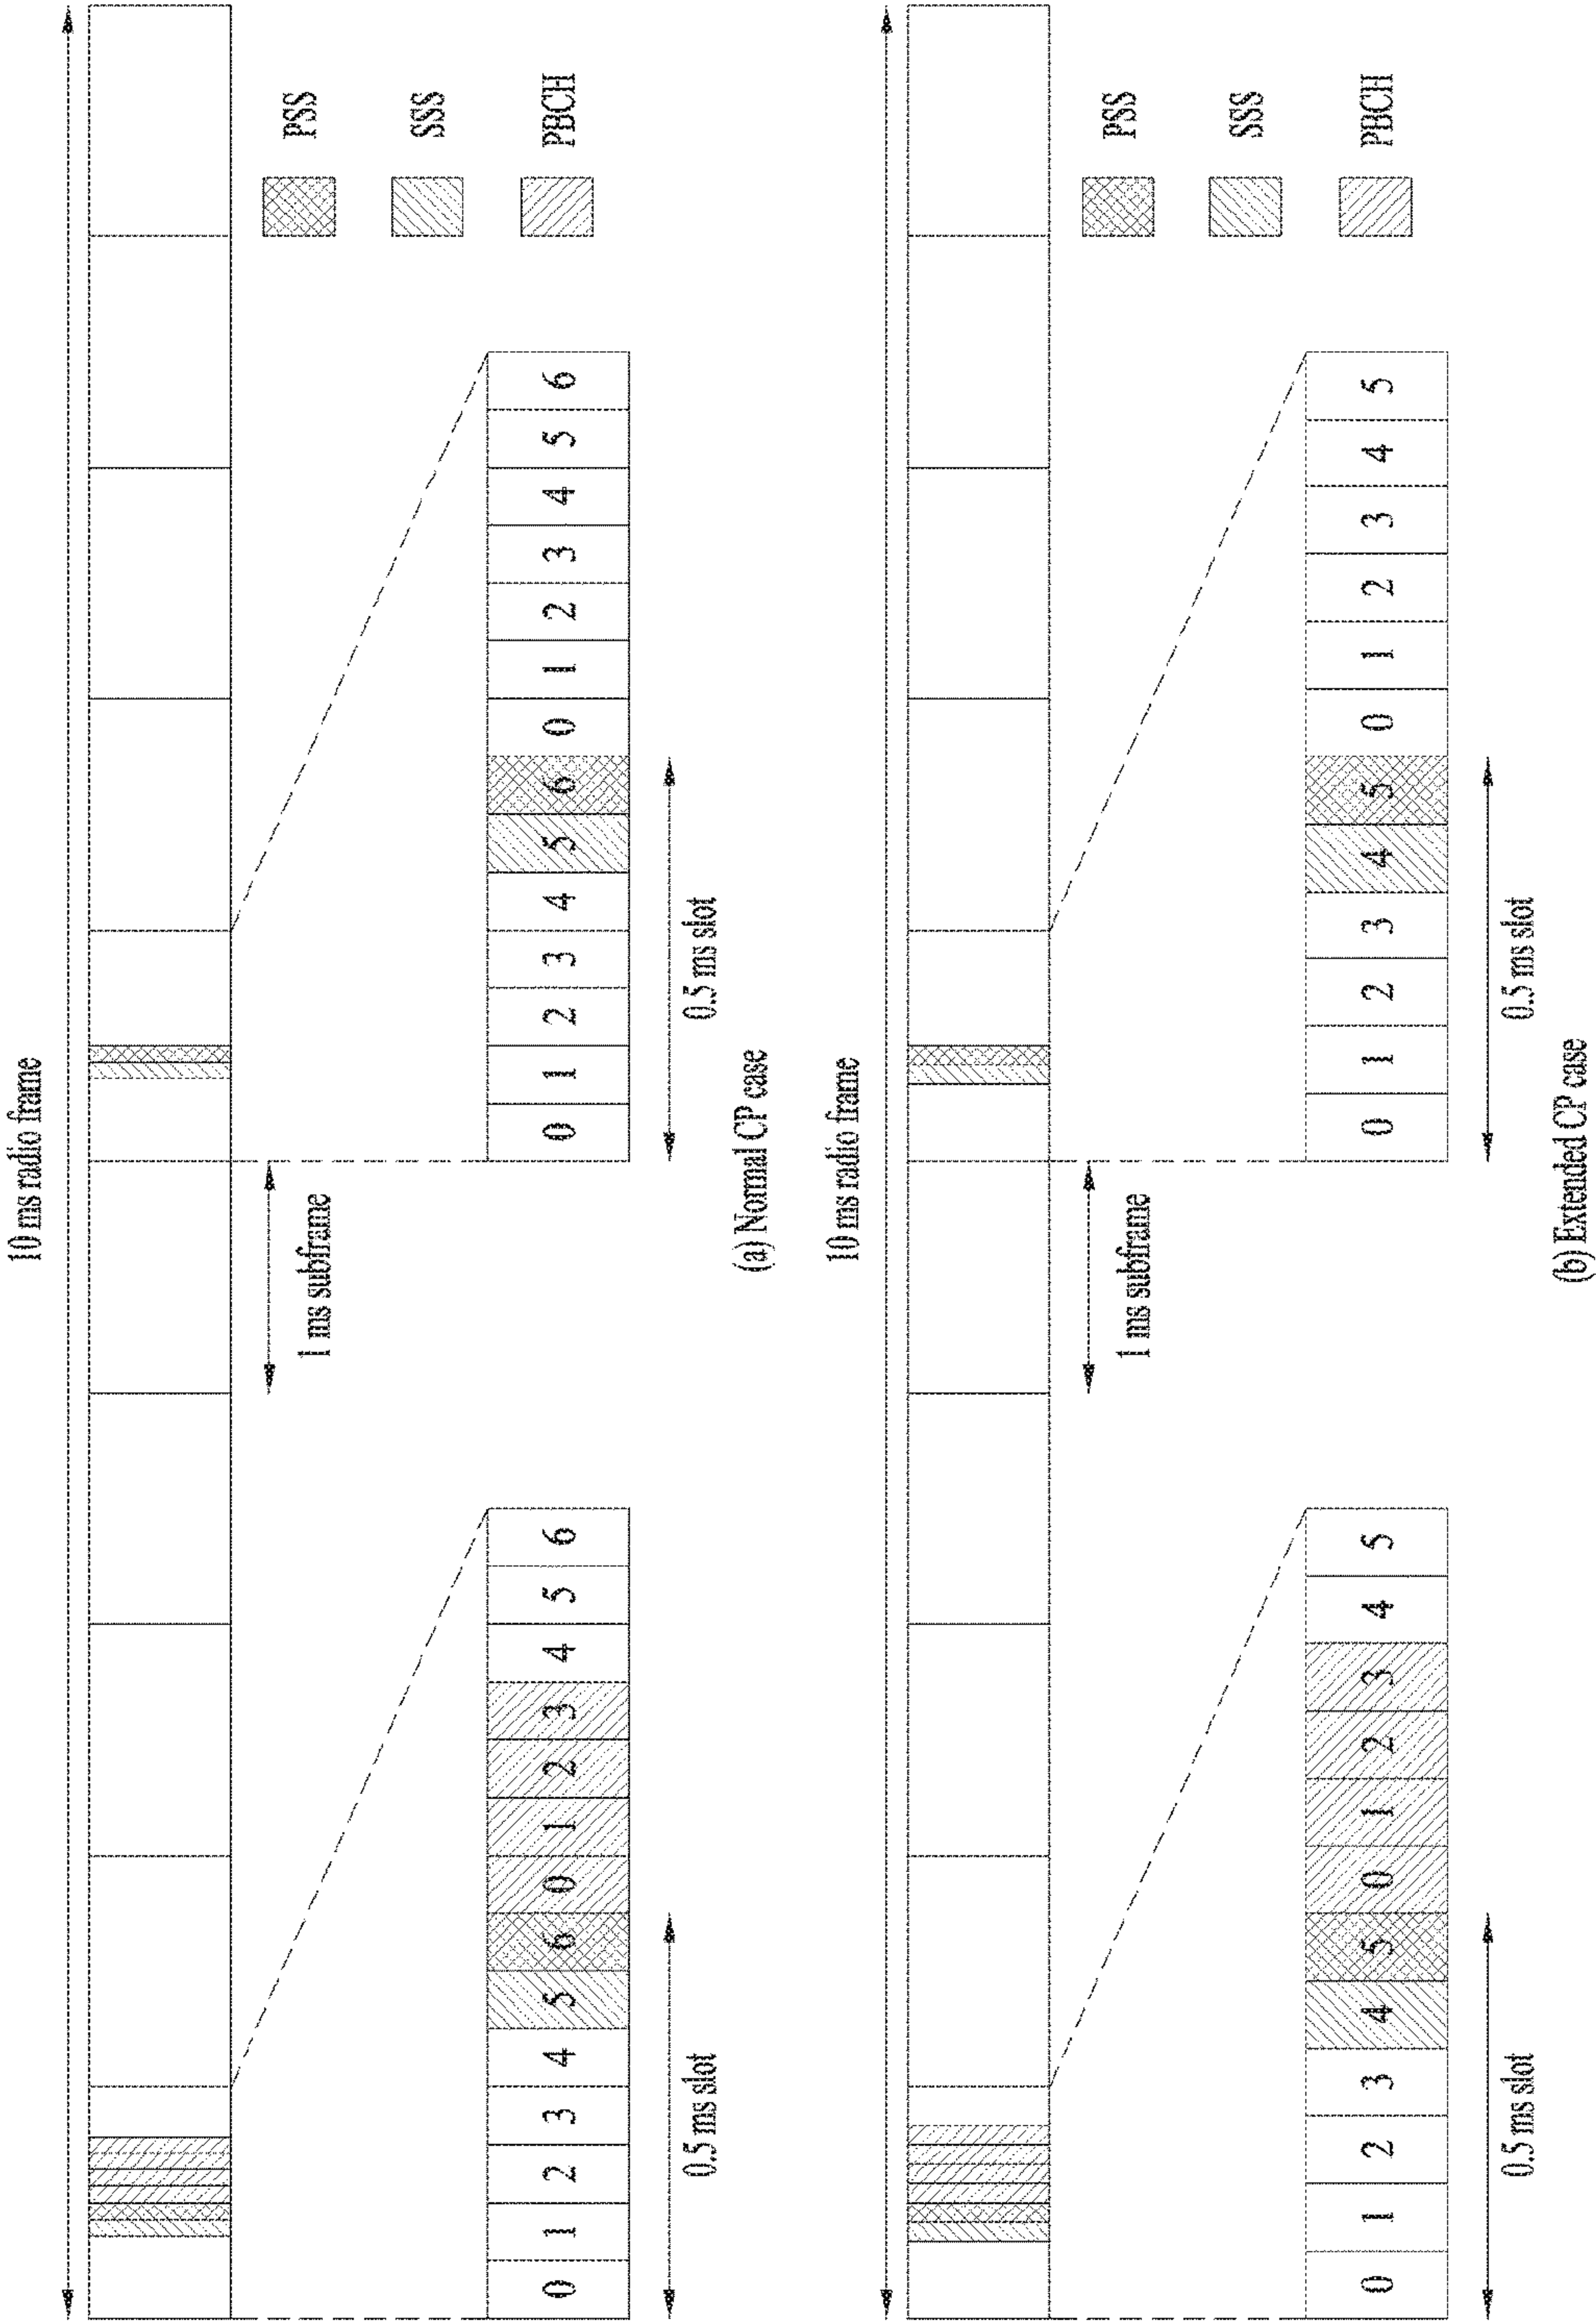 10 ms radio frame
1 ms subframe
PSS
SSS
PBCH
0 1 2 3 4 5 6 0 1 2 3 4 5 6
0 1 2 3 4 5 6 0 1 2 3 4 5 6
0.5 ms slot
0.5 ms slot
(a) Normal CP case
10 ms radio frame
1 ms subframe
PSS
SSS
PBCH
0 1 2 3 4 5 0 1 2 3 4 5
0 1 2 3 4 5 0 1 2 3 4 5
0.5 ms slot
0.5 ms slot
(b) Extended CP case